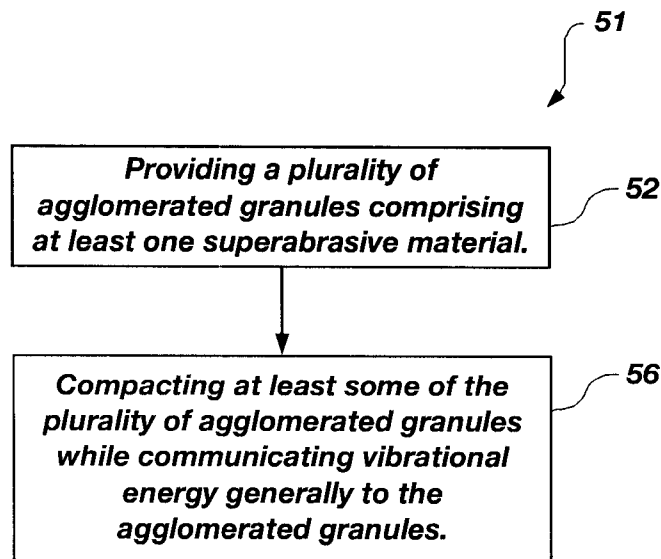 51
Providing a plurality of
agglomerated granules comprising
at least one superabrasive material.
52
Compacting at least some of the
plurality of agglomerated granules
while communicating vibrational
energy generally to the
agglomerated granules.
56